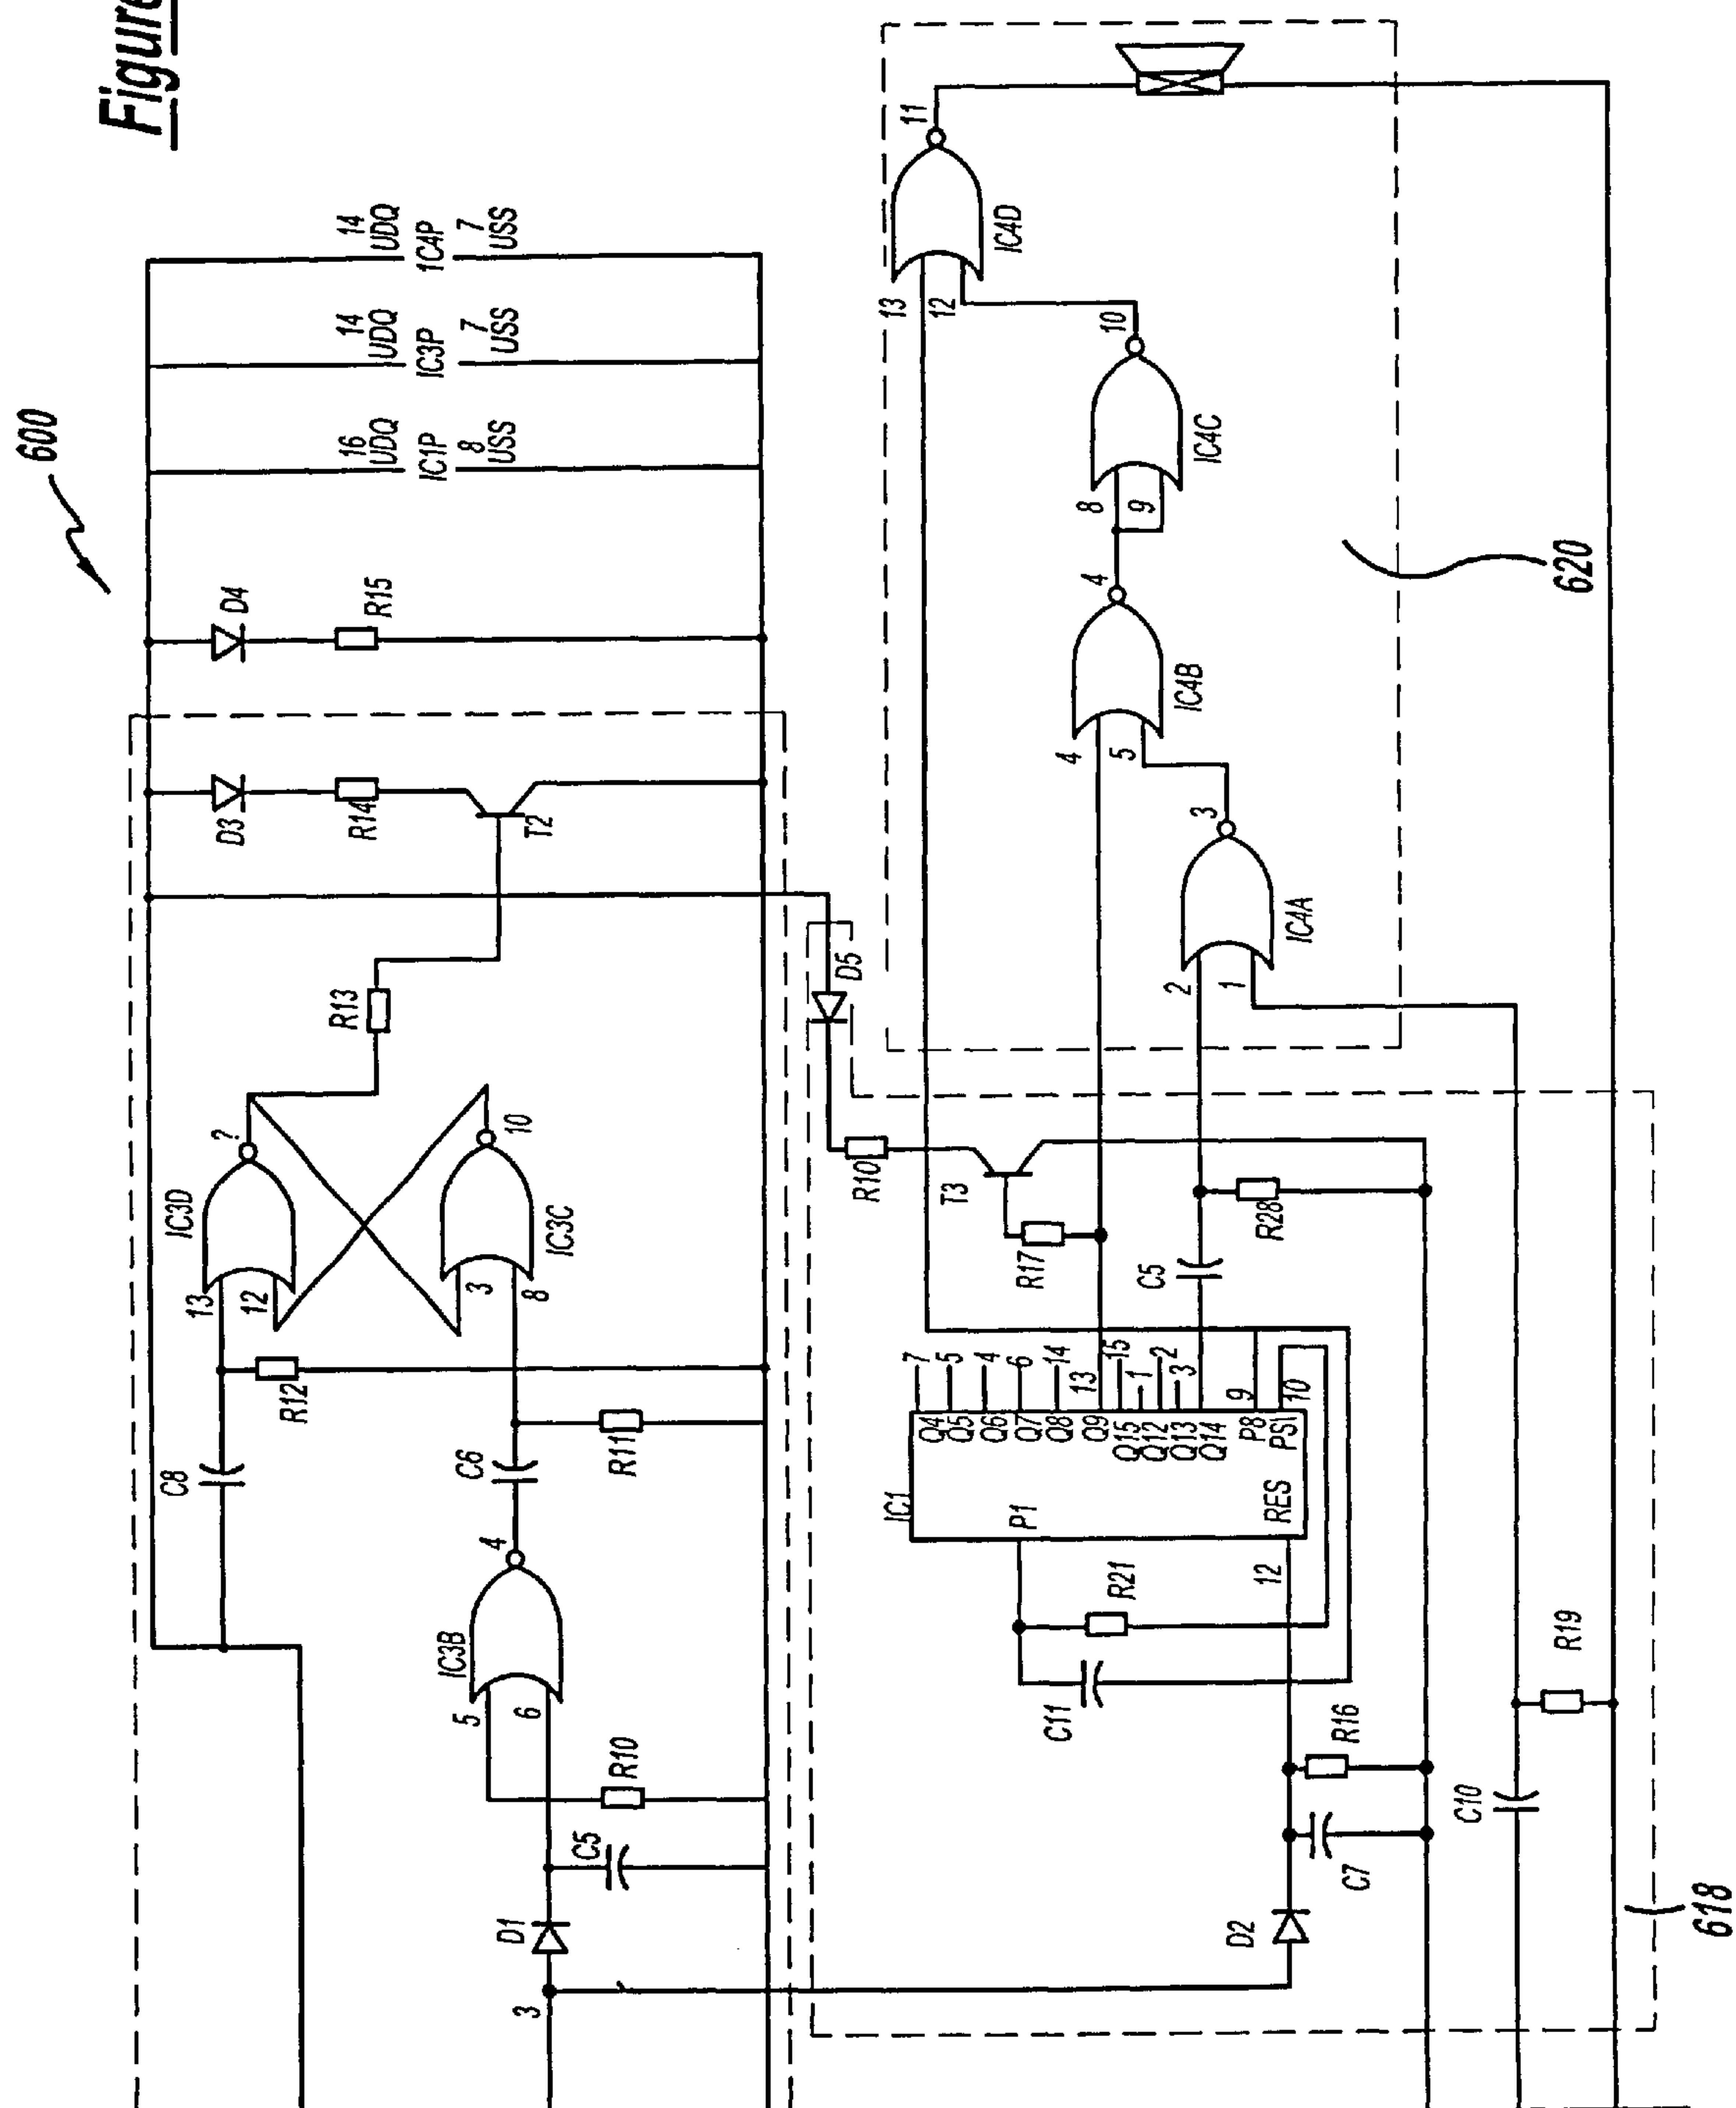 Figure
600
14
UDQ
1C4P
7
USS
14
UDQ
IC3P
7
USS
16
UDQ
IC1P
8
USS
D4
R15
D3
R14
T2
R13
IC3D
?
13
12
IC3C
10
3
8
R12
C8
C6
R11
IC3B
4
5
6
R10
C5
D1
3
11
IC4D
13
12
10
IC4C
8
9
4
IC4B
4
5
3
IC4A
2
1
620
D5
R10
T3
R17
R28
C5
IC1
Q4
7
Q5
5
Q6
4
Q7
6
Q8
14
Q9
13
Q15
15
Q12
1
Q13
2
Q14
3
P8
9
PSI
10
P1
RES
12
R21
C11
R16
C7
D2
R19
C10
618